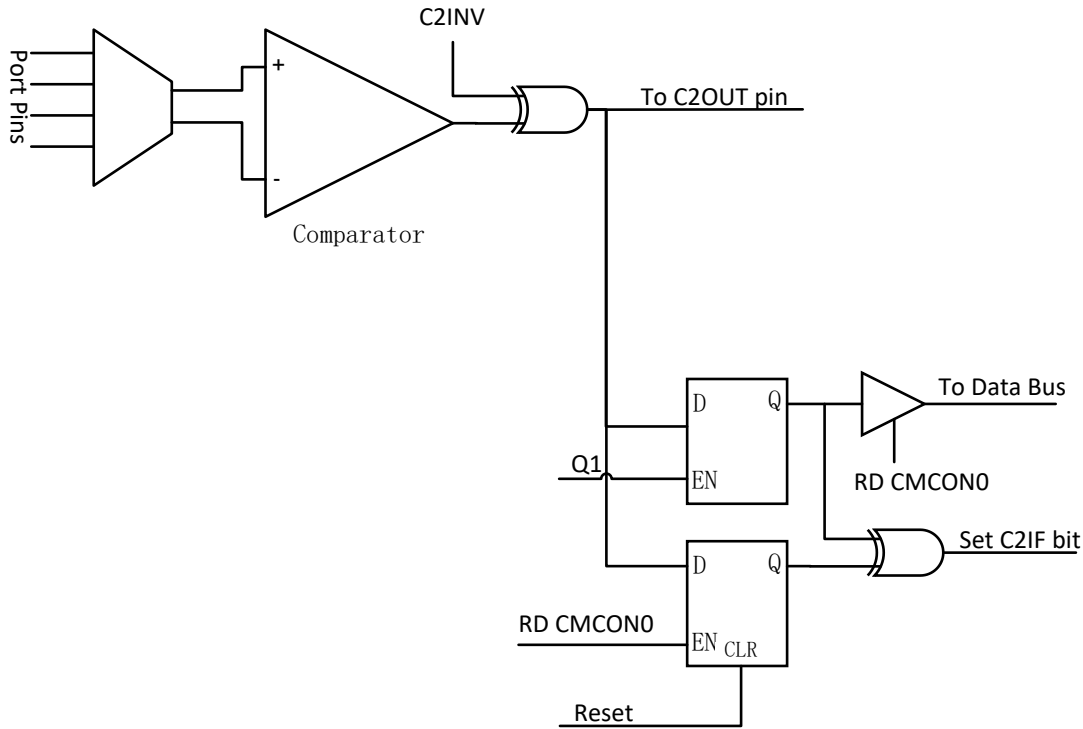 C2INV
Port Pins
+
-
To C2OUT pin
Comparator
D
Q
To Data Bus
Q1
EN
RD CMCON0
Set C2IF bit
D
Q
RD CMCON0
EN
CLR
Reset